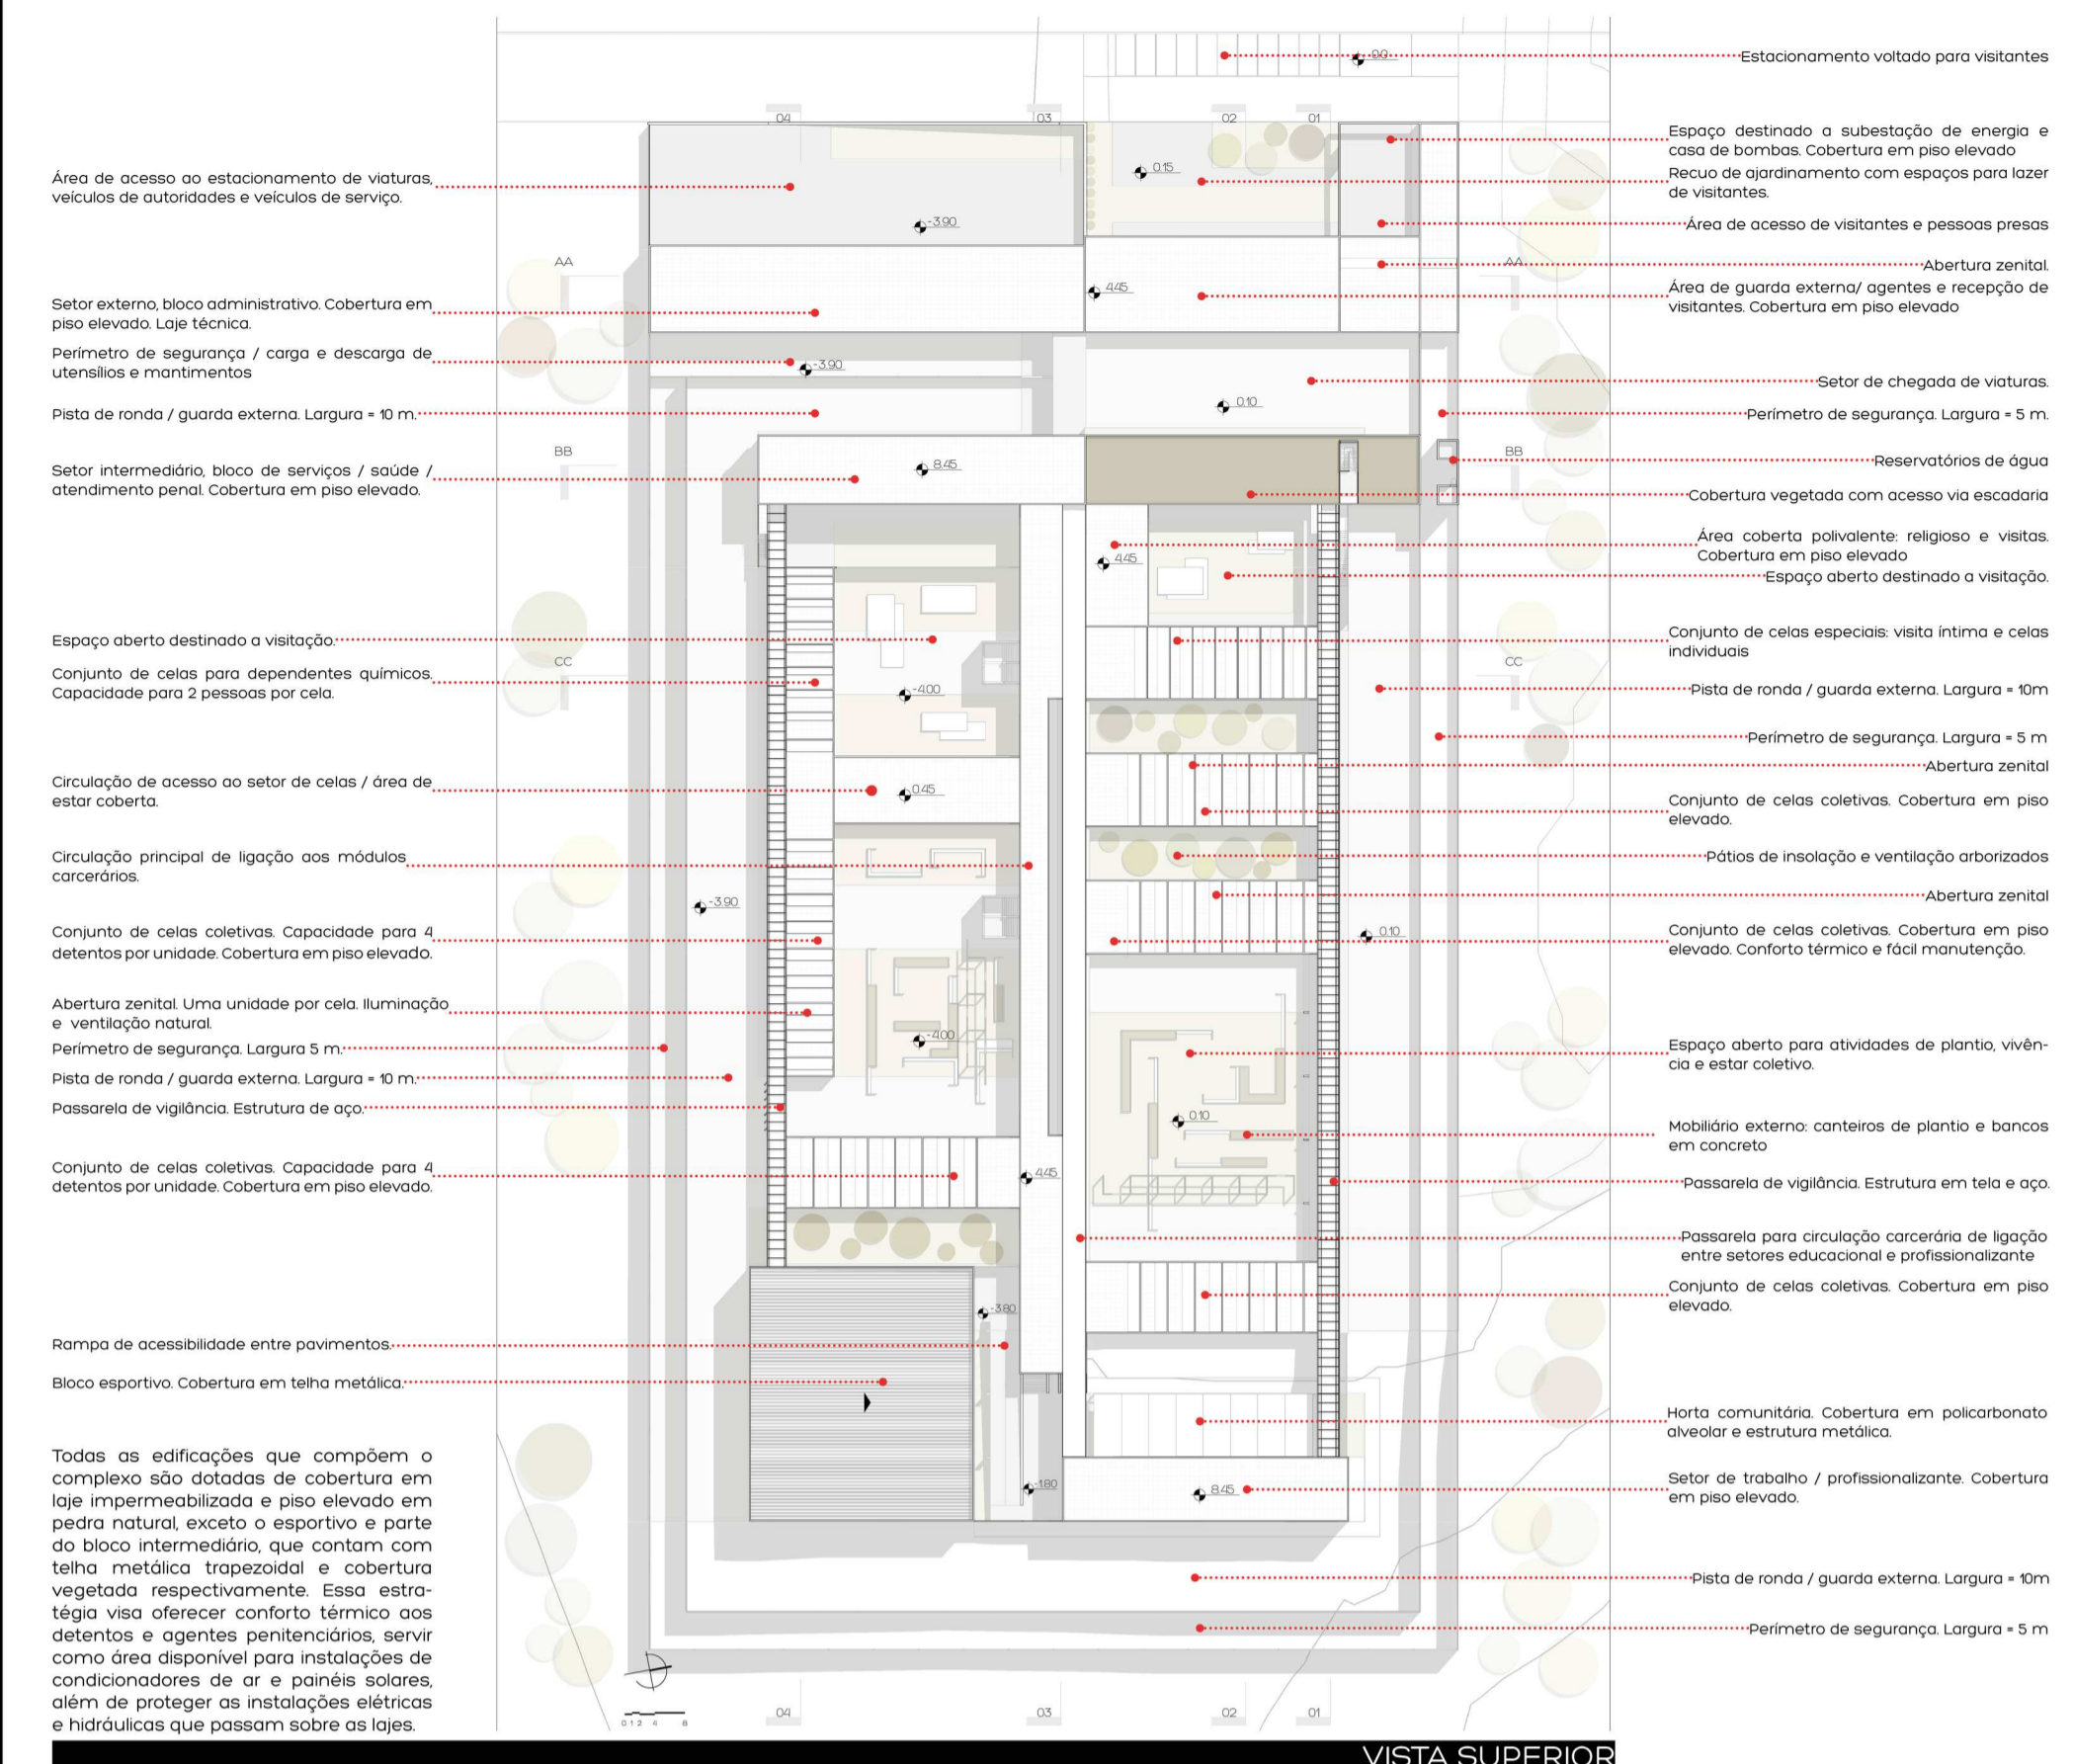 Estacionamento voltado para visitantes
0.0
04
03
02
01
Espaço destinado a subestação de energia e
casa de bombas. Cobertura em piso elevado
0.15
Recuo de ajardinamento com espaços para lazer
de visitantes.
Área de acesso ao estacionamento de viaturas,
veículos de autoridades e veículos de serviço.
-3.90
Área de acesso de visitantes e pessoas presas
AA
AA
Abertura zenital.
4.45
Área de guarda externa/ agentes e recepção de
visitantes. Cobertura em piso elevado
Setor externo, bloco administrativo. Cobertura em
piso elevado. Laje técnica.
Perímetro de segurança / carga e descarga de
utensílios e mantimentos
-3.90
Setor de chegada de viaturas.
0.10
Pista de ronda / guarda externa. Largura = 10 m.
Perímetro de segurança. Largura = 5 m.
BB
BB
Reservatórios de água
Setor intermediário, bloco de serviços / saúde /
atendimento penal. Cobertura em piso elevado.
8.45
Cobertura vegetada com acesso via escadaria
Área coberta polivalente: religioso e visitas.
Cobertura em piso elevado
4.45
Espaço aberto destinado a visitação.
Espaço aberto destinado a visitação.
Conjunto de celas especiais: visita íntima e celas
individuais
CC
CC
Conjunto de celas para dependentes químicos.
Capacidade para 2 pessoas por cela.
-4.00
Pista de ronda / guarda externa. Largura = 10m
Perímetro de segurança. Largura = 5 m
Abertura zenital
Circulação de acesso ao setor de celas / área de
estar coberta.
0.45
Conjunto de celas coletivas. Cobertura em piso
elevado.
Circulação principal de ligação aos módulos
carcerários.
Pátios de insolação e ventilação arborizados
Abertura zenital
-3.90
Conjunto de celas coletivas. Capacidade para 4
detentos por unidade. Cobertura em piso elevado.
0.10
Conjunto de celas coletivas. Cobertura em piso
elevado. Conforto térmico e fácil manutenção.
Abertura zenital. Uma unidade por cela. Iluminação
e ventilação natural.
-4.00
Perímetro de segurança. Largura 5 m.
Espaço aberto para atividades de plantio, vivên-
cia e estar coletivo.
Pista de ronda / guarda externa. Largura = 10 m.
Passarela de vigilância. Estrutura de aço.
0.10
Mobiliário externo: canteiros de plantio e bancos
em concreto
Conjunto de celas coletivas. Capacidade para 4
detentos por unidade. Cobertura em piso elevado.
4.45
Passarela de vigilância. Estrutura em tela e aço.
Passarela para circulação carcerária de ligação
entre setores educacional e profissionalizante
Conjunto de celas coletivas. Cobertura em piso
elevado.
-3.80
Rampa de acessibilidade entre pavimentos.
Bloco esportivo. Cobertura em telha metálica.
Horta comunitária. Cobertura em policarbonato
alveolar e estrutura metálica.
-1.80
8.45
Setor de trabalho / profissionalizante. Cobertura
em piso elevado.
Todas as edificações que compõem o
complexo são dotadas de cobertura em
laje impermeabilizada e piso elevado em
pedra natural, exceto o esportivo e parte
do bloco intermediário, que contam com
telha metálica trapezoidal e cobertura
vegetada respectivamente. Essa estra-
tégia visa oferecer conforto térmico aos
detentos e agentes penitenciários, servir
como área disponível para instalações de
condicionadores de ar e painéis solares,
além de proteger as instalações elétricas
e hidráulicas que passam sobre as lajes.
Pista de ronda / guarda externa. Largura = 10m
Perímetro de segurança. Largura = 5 m
0 1 2 4 8
04
03
02
01
VISTA SUPERIOR